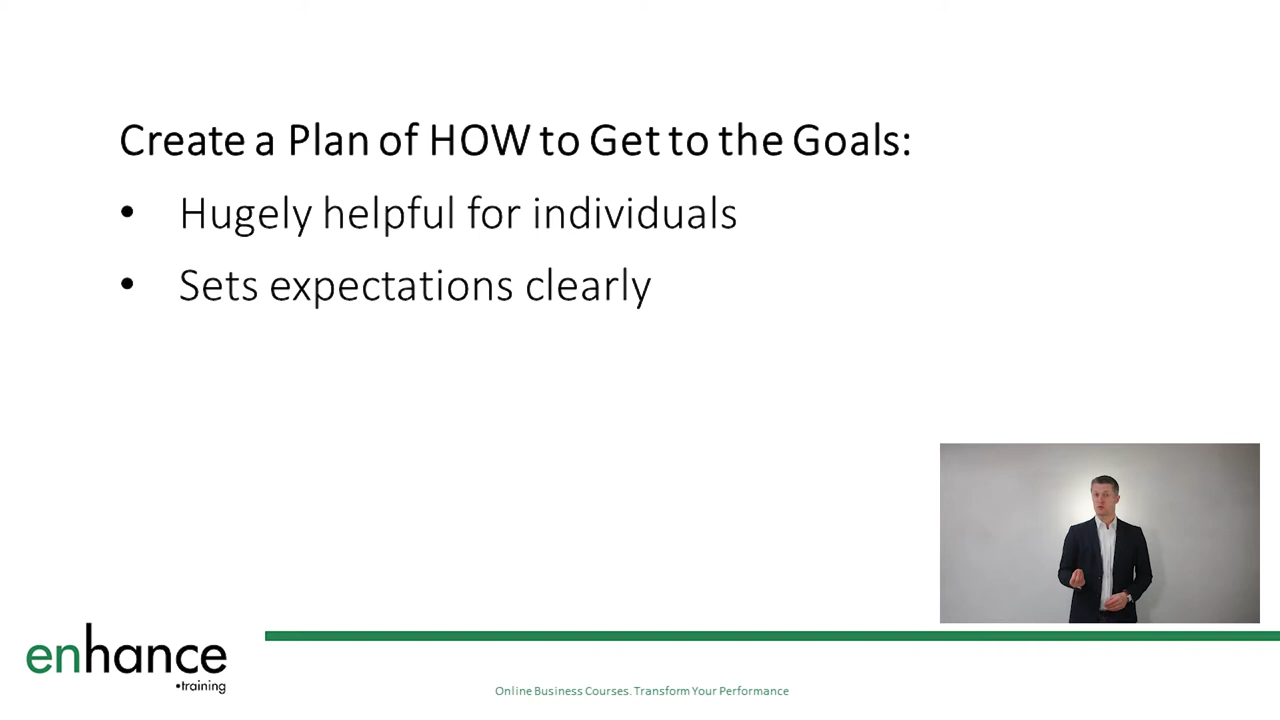 Create a Plan of HOW to Get to the Goals:
• Hugely helpful for individuals
• Sets expectations clearly
enhance
•training
Online Business Courses. Transform Your Performance